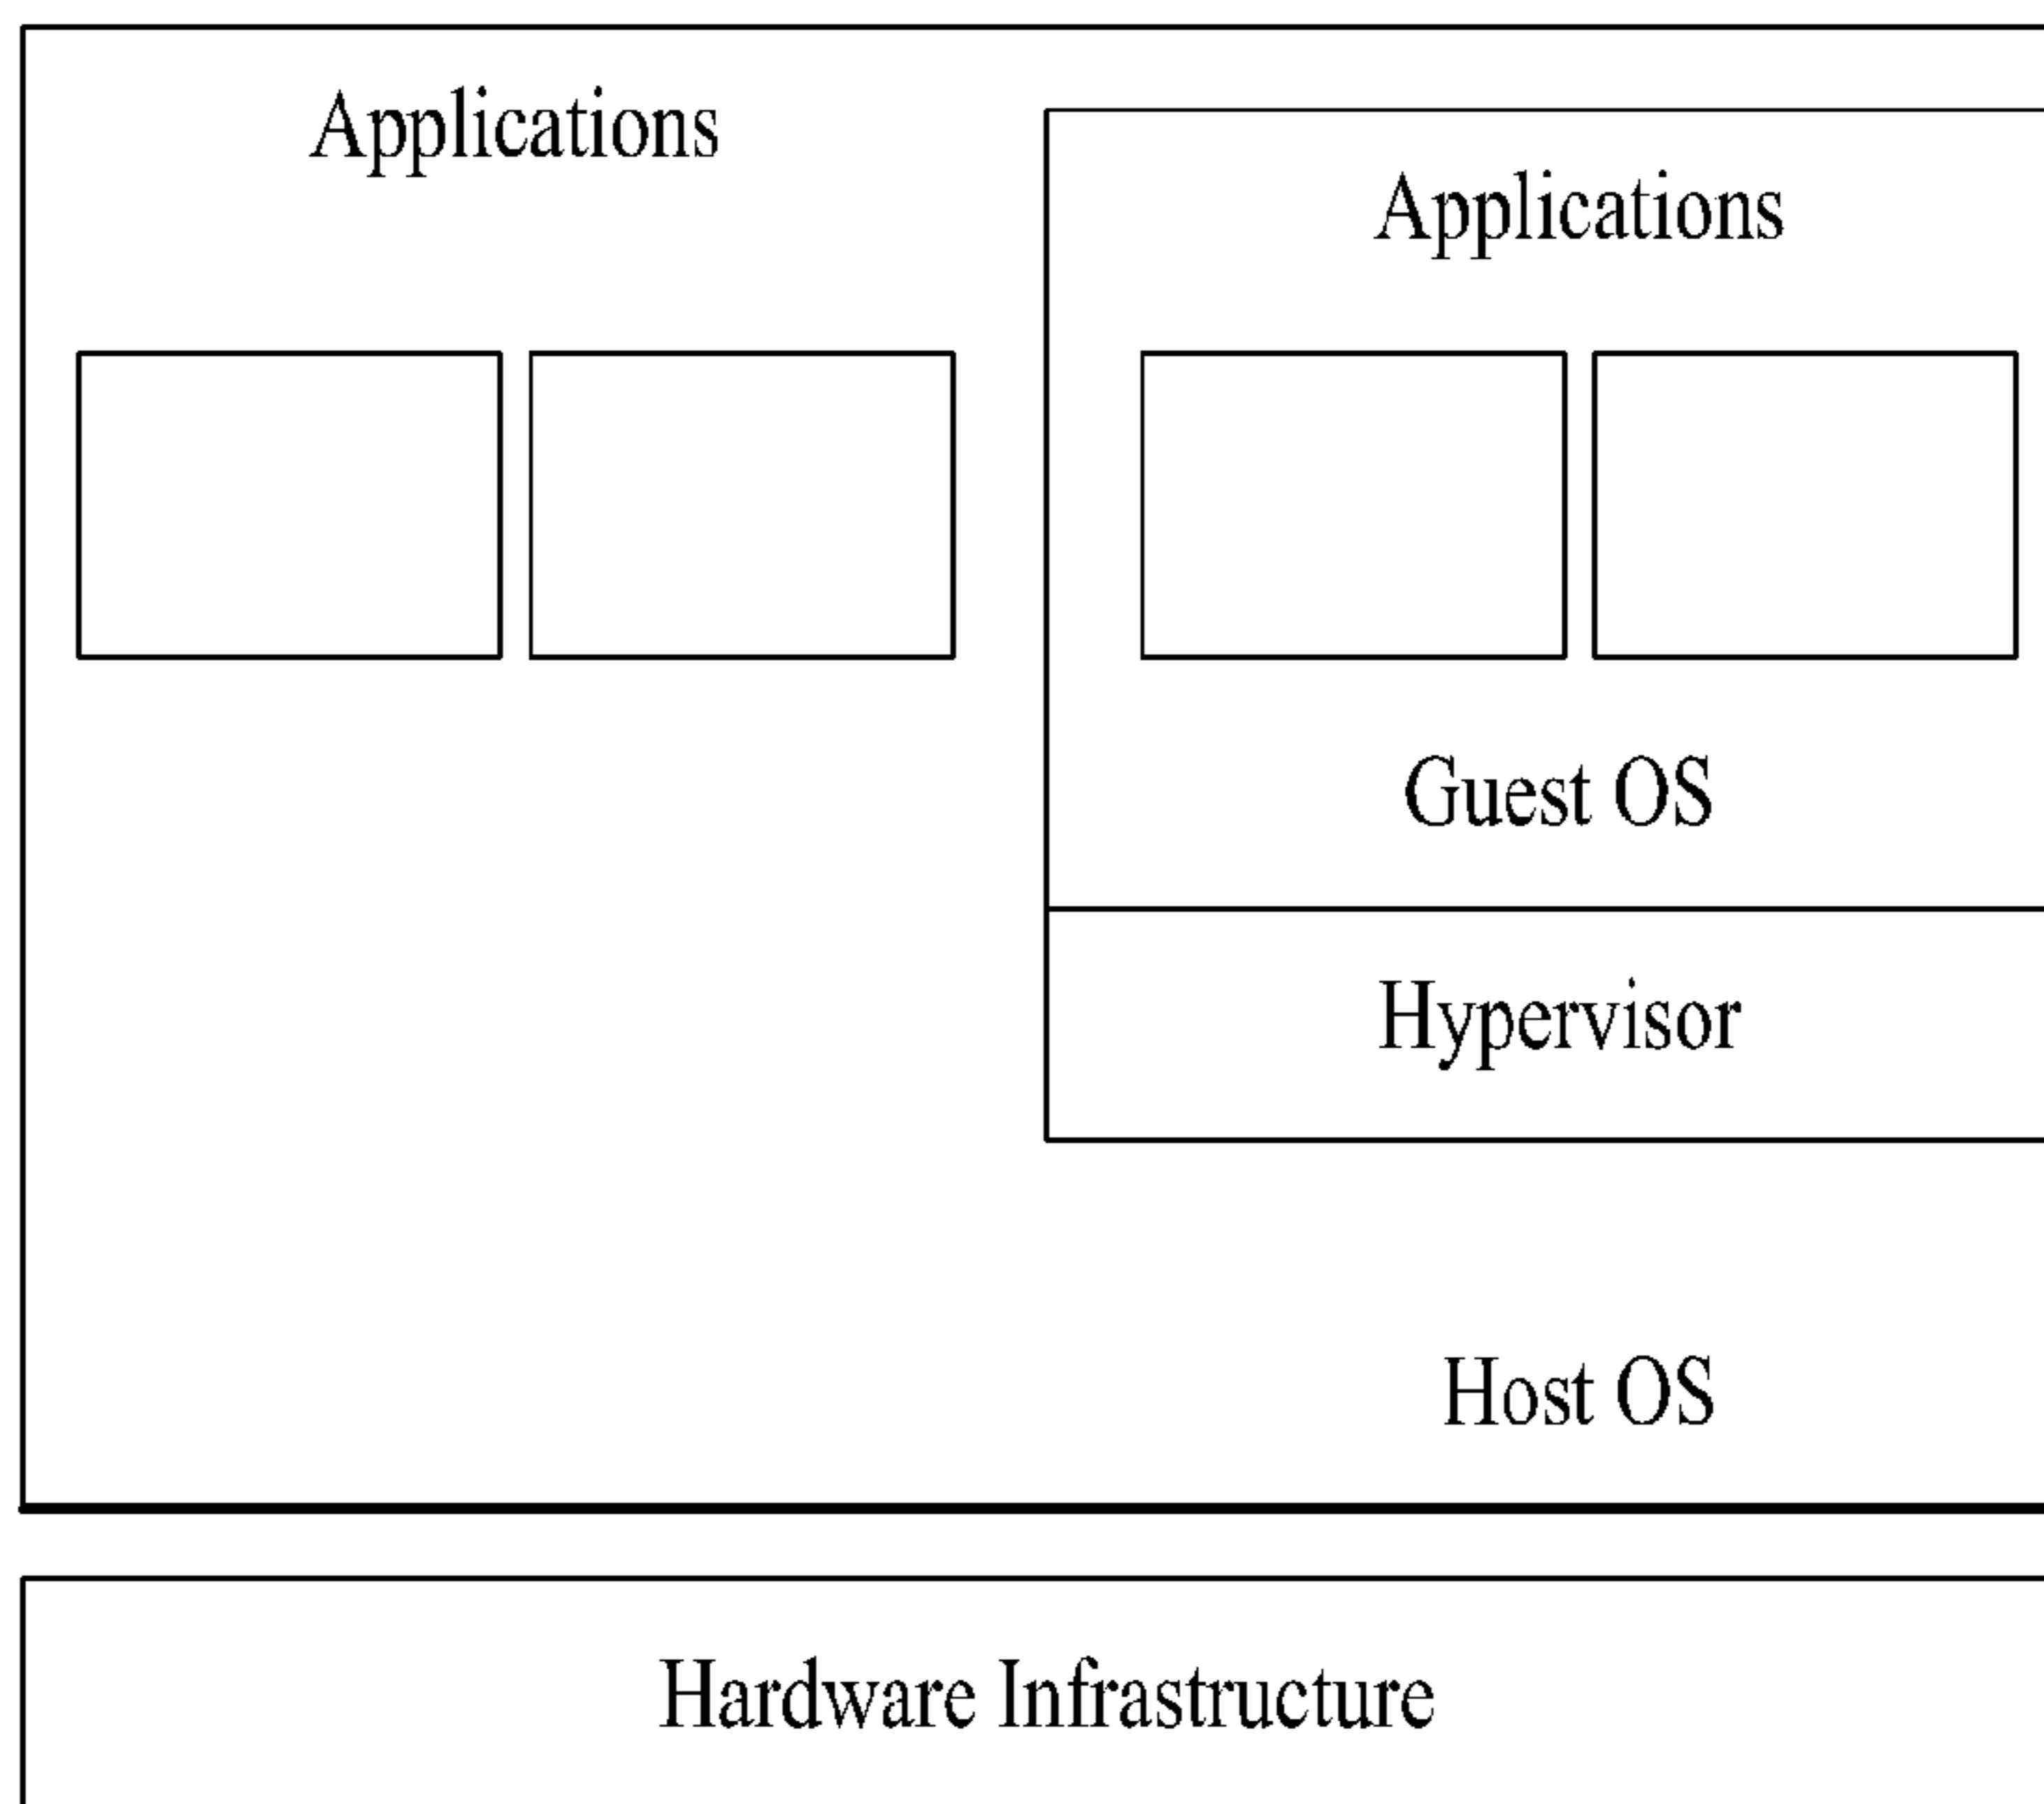 Applications
Applications
Guest OS
Hypervisor
Host OS
Hardware Infrastructure